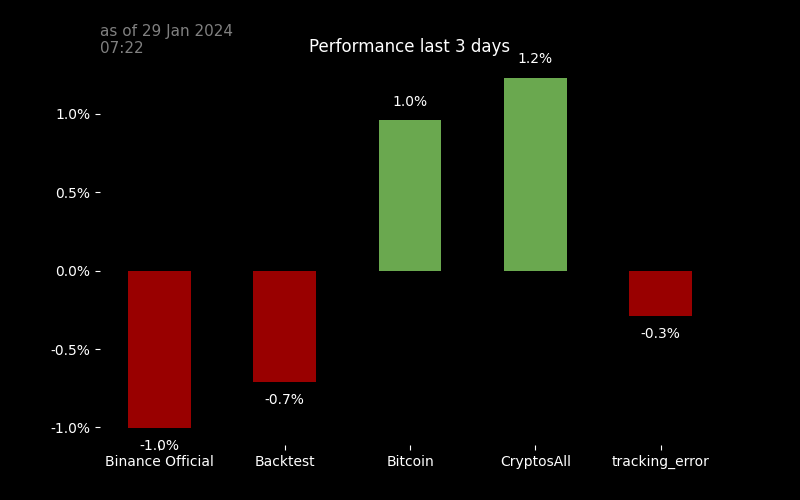 as of 29 Jan 2024
07:22
Performance last 3 days
1.2%
1.0%
1.0%
0.5%
0.0%
-0.3%
-0.5%
-0.7%
-1.0%
-1.0%
Binance Official
Backtest
Bitcoin
CryptosAll
tracking_error